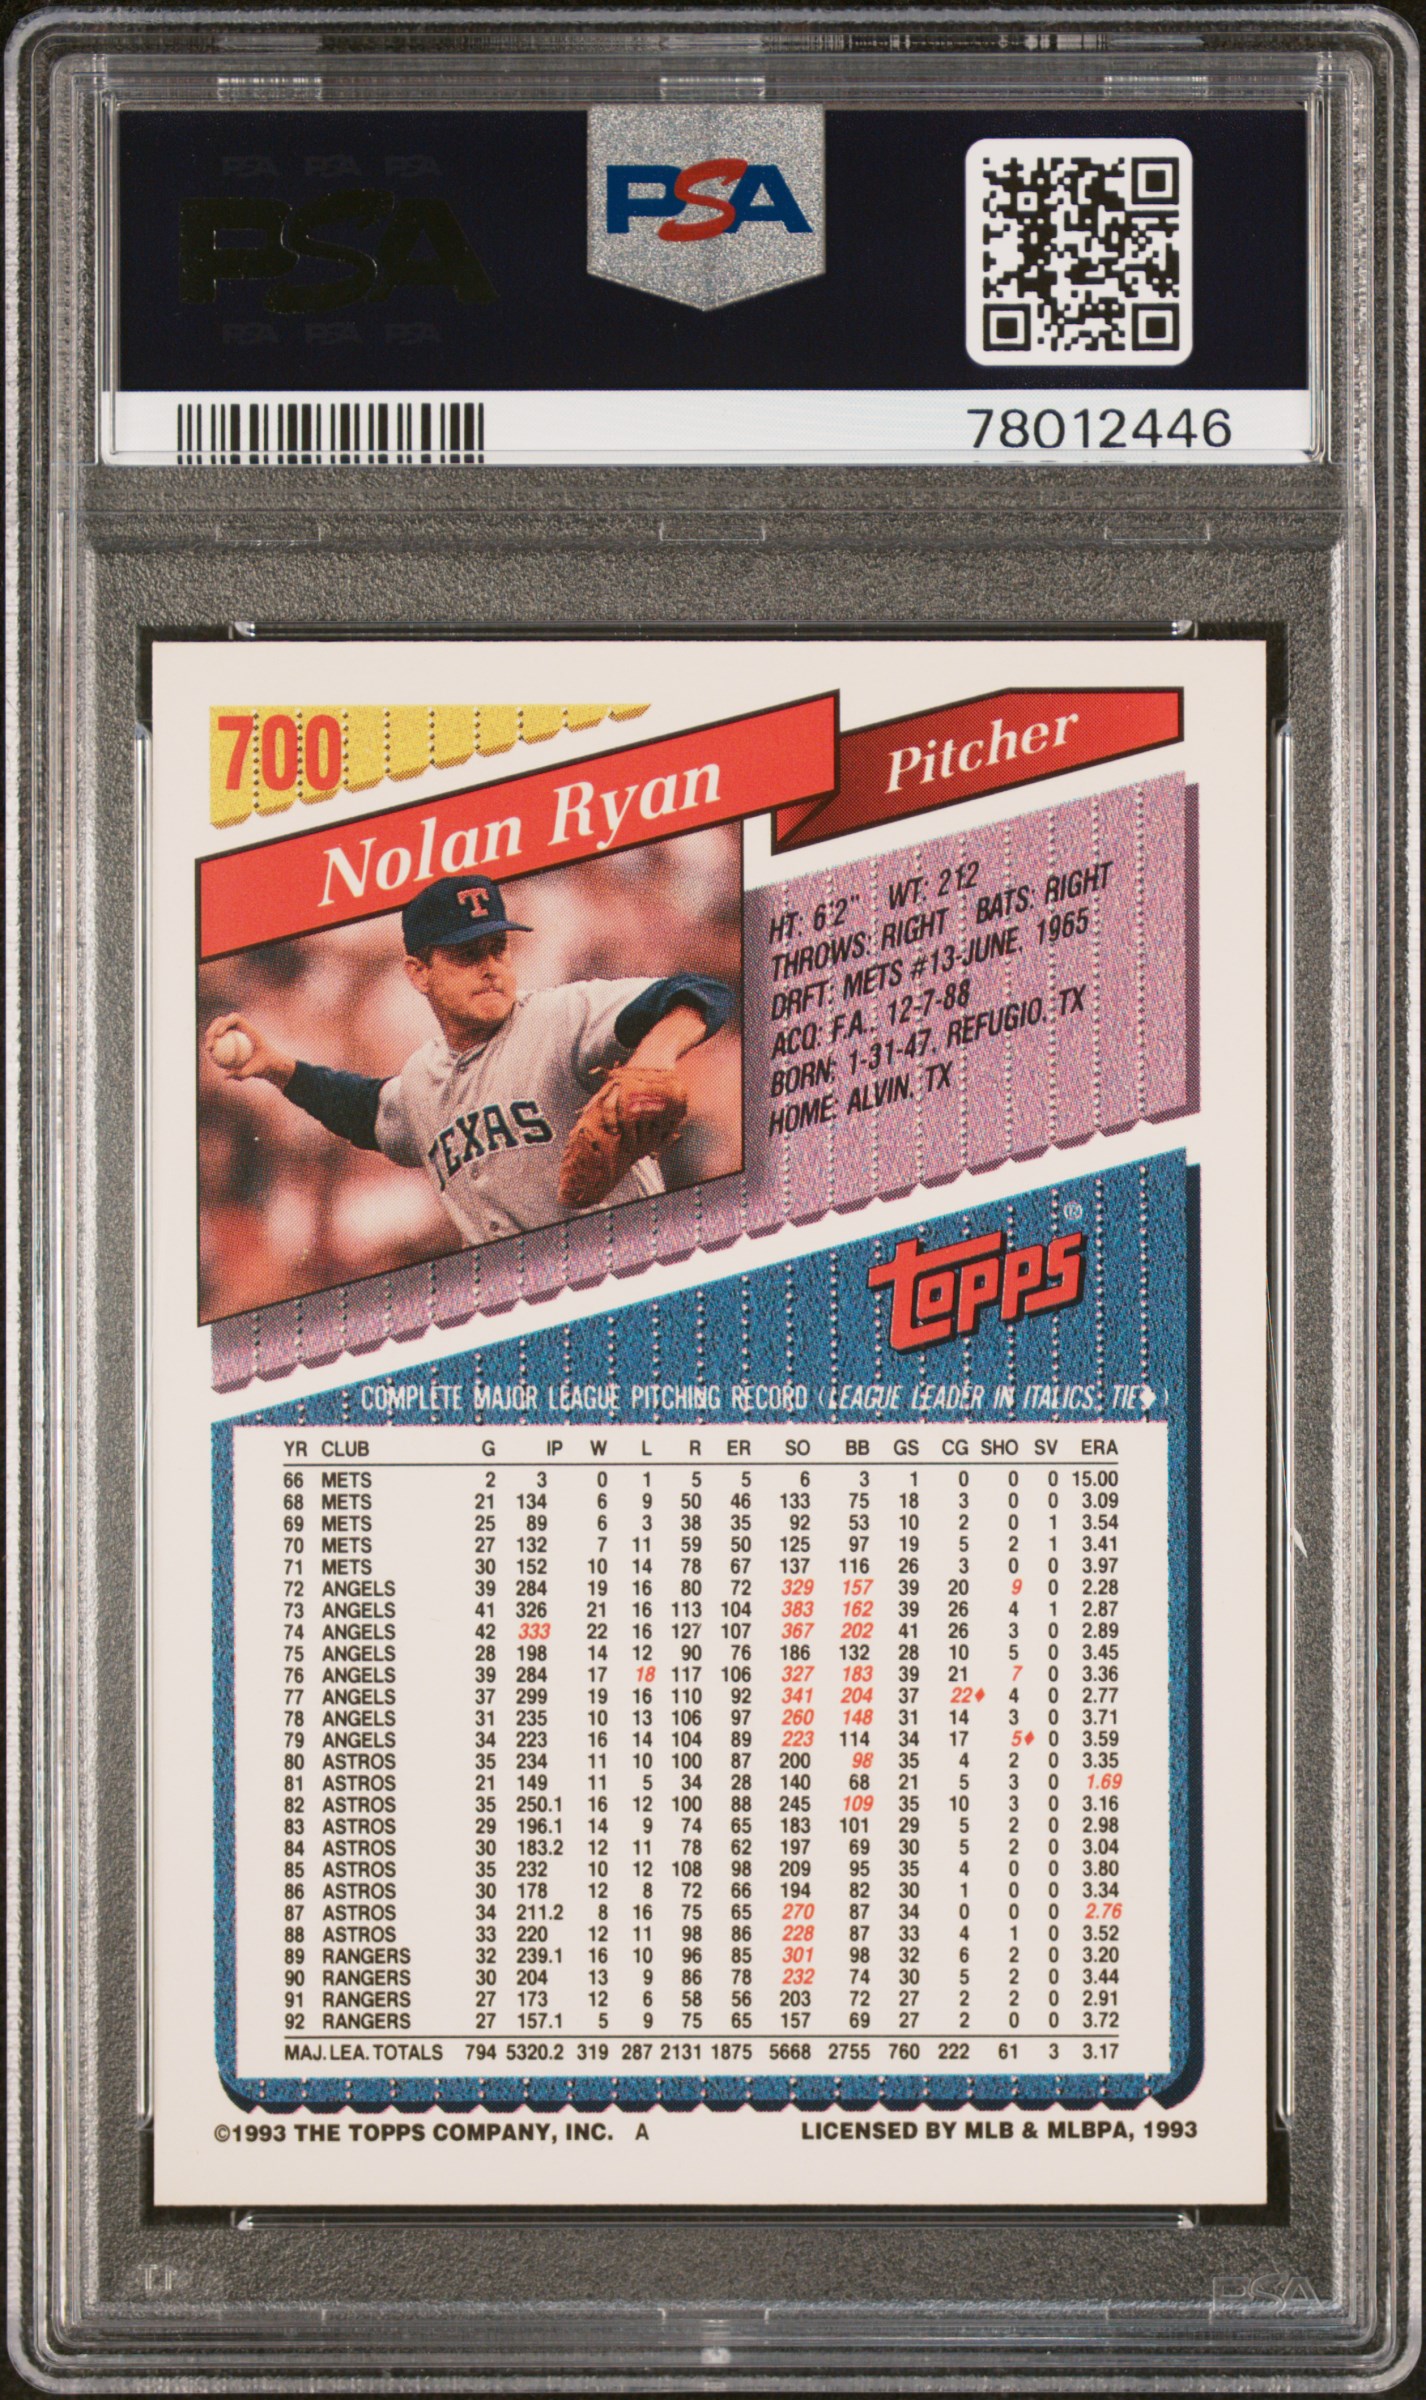 PSA PSA PSA
PSA
PSA PSA PSA
PSA
78012446
700
Nolan Ryan
Pitcher
HT: 6'2" WT: 212
THROWS: RIGHT BATS: RIGHT
DRFT: METS #13-JUNE, 1965
ACQ: F.A., 12-7-88
BORN: 1-31-47, REFUGIO, TX
HOME: ALVIN, TX
T
TEXAS
topps®
COMPLETE MAJOR LEAGUE PITCHING RECORD (LEAGUE LEADER IN ITALICS, TIE♦)
YR CLUB G IP W L R ER SO BB GS CG SHO SV ERA
66 METS 2 3 0 1 5 5 6 3 1 0 0 0 15.00
68 METS 21 134 6 9 50 46 133 75 18 3 0 0 3.09
69 METS 25 89 6 3 38 35 92 53 10 2 0 1 3.54
70 METS 27 132 7 11 59 50 125 97 19 5 2 1 3.41
71 METS 30 152 10 14 78 67 137 116 26 3 0 0 3.97
72 ANGELS 39 284 19 16 80 72 329 157 39 20 9 0 2.28
73 ANGELS 41 326 21 16 113 104 383 162 39 26 4 1 2.87
74 ANGELS 42 333 22 16 127 107 367 202 41 26 3 0 2.89
75 ANGELS 28 198 14 12 90 76 186 132 28 10 5 0 3.45
76 ANGELS 39 284 17 18 117 106 327 183 39 21 7 0 3.36
77 ANGELS 37 299 19 16 110 92 341 204 37 22♦ 4 0 2.77
78 ANGELS 31 235 10 13 106 97 260 148 31 14 3 0 3.71
79 ANGELS 34 223 16 14 104 89 223 114 34 17 5♦ 0 3.59
80 ASTROS 35 234 11 10 100 87 200 98 35 4 2 0 3.35
81 ASTROS 21 149 11 5 34 28 140 68 21 5 3 0 1.69
82 ASTROS 35 250.1 16 12 100 88 245 109 35 10 3 0 3.16
83 ASTROS 29 196.1 14 9 74 65 183 101 29 5 2 0 2.98
84 ASTROS 30 183.2 12 11 78 62 197 69 30 5 2 0 3.04
85 ASTROS 35 232 10 12 108 98 209 95 35 4 0 0 3.80
86 ASTROS 30 178 12 8 72 66 194 82 30 1 0 0 3.34
87 ASTROS 34 211.2 8 16 75 65 270 87 34 0 0 0 2.76
88 ASTROS 33 220 12 11 98 86 228 87 33 4 1 0 3.52
89 RANGERS 32 239.1 16 10 96 85 301 98 32 6 2 0 3.20
90 RANGERS 30 204 13 9 86 78 232 74 30 5 2 0 3.44
91 RANGERS 27 173 12 6 58 56 203 72 27 2 2 0 2.91
92 RANGERS 27 157.1 5 9 75 65 157 69 27 2 0 0 3.72
MAJ. LEA. TOTALS 794 5320.2 319 287 2131 1875 5668 2755 760 222 61 3 3.17
©1993 THE TOPPS COMPANY, INC. A
LICENSED BY MLB & MLBPA, 1993
PSA